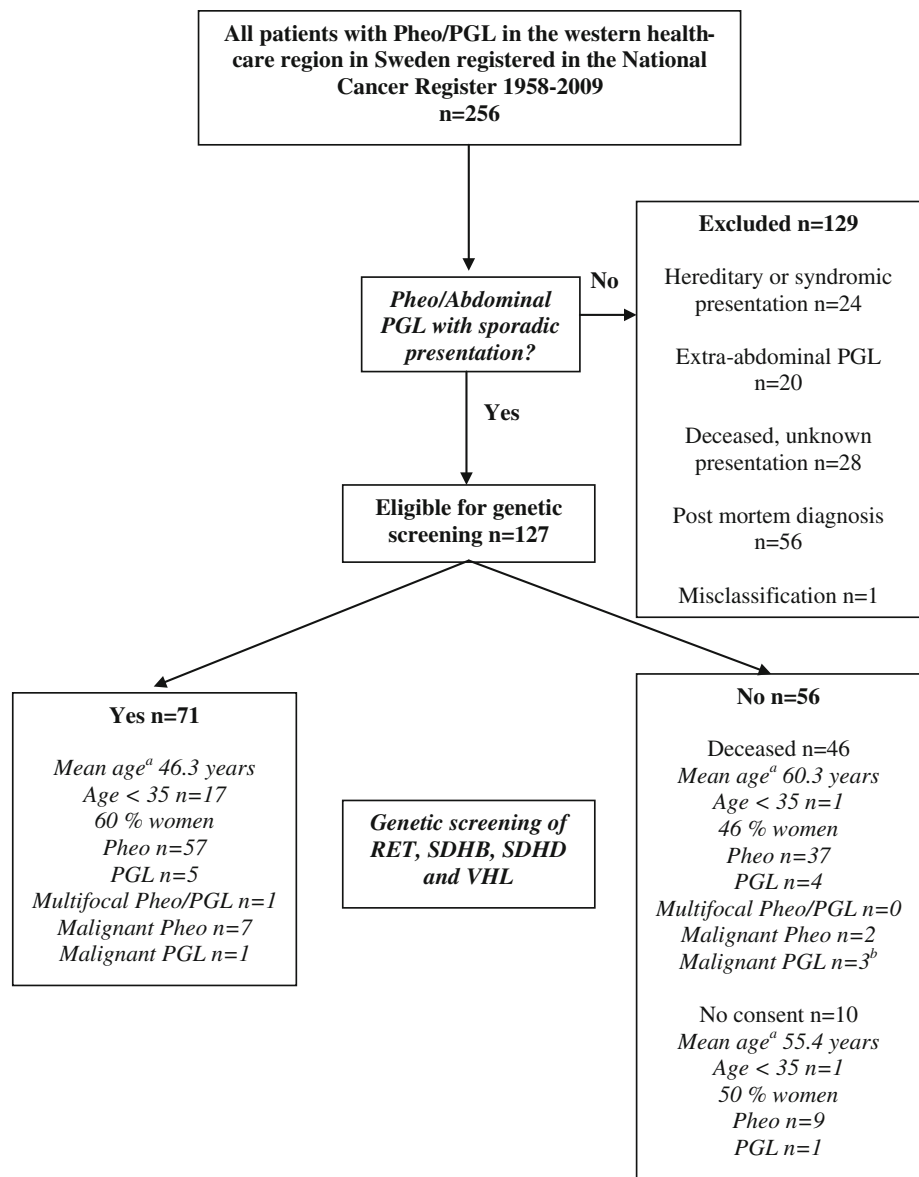 All patients with Pheo/PGL in the western health-
care region in Sweden registered in the National
Cancer Register 1958-2009
n=256
No
Excluded n=129
Hereditary or syndromic
presentation n=24
Extra-abdominal PGL
n=20
Deceased, unknown
presentation n=28
Post mortem diagnosis
n=56
Misclassification n=1
Pheo/Abdominal
PGL with sporadic
presentation?
Yes
Eligible for genetic
screening n=127
Yes n=71
Mean ageᵃ 46.3 years
Age < 35 n=17
60 % women
Pheo n=57
PGL n=5
Multifocal Pheo/PGL n=1
Malignant Pheo n=7
Malignant PGL n=1
Genetic screening of
RET, SDHB, SDHD
and VHL
No n=56
Deceased n=46
Mean ageᵃ 60.3 years
Age < 35 n=1
46 % women
Pheo n=37
PGL n=4
Multifocal Pheo/PGL n=0
Malignant Pheo n=2
Malignant PGL n=3ᵇ
No consent n=10
Mean ageᵃ 55.4 years
Age < 35 n=1
50 % women
Pheo n=9
PGL n=1